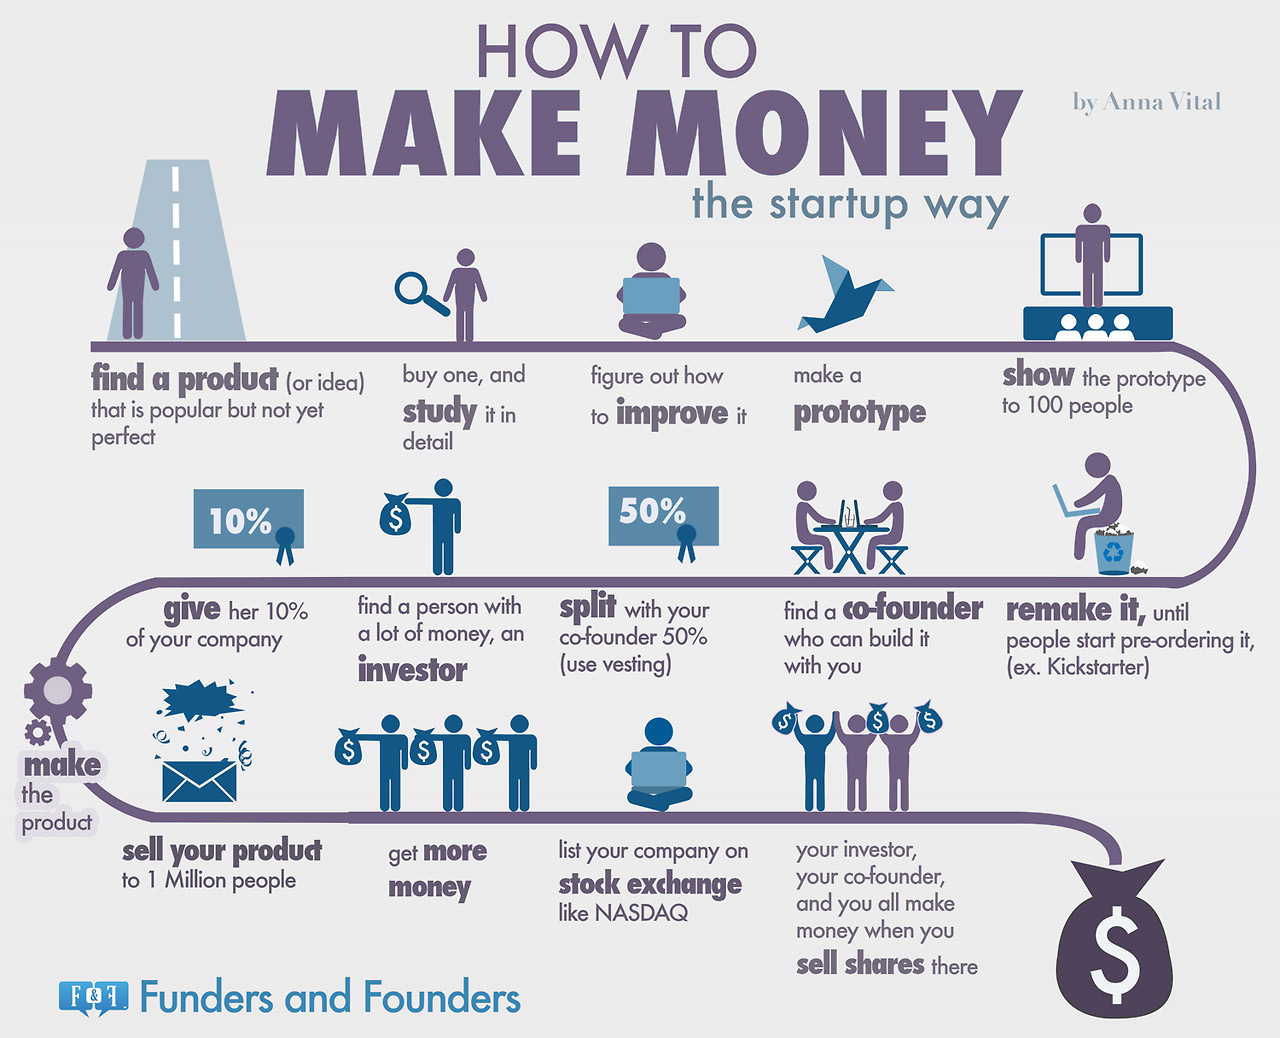 HOW TO
MAKE MONEY
by Anna Vital
the startup way
find a product (or idea)
that is popular but not yet
perfect
buy one, and
study it in
detail
figure out how
to improve it
make a
prototype
show the prototype
to 100 people
remake it, until
people start pre-ordering it,
(ex. Kickstarter)
find a co-founder
who can build it
with you
50%
split with your
co-founder 50%
(use vesting)
$
find a person with
a lot of money, an
investor
10%
give her 10%
of your company
make
the
product
sell your product
to 1 Million people
$ $ $
get more
money
list your company on
stock exchange
like NASDAQ
$ $ $
your investor,
your co-founder,
and you all make
money when you
sell shares there
$
F&F Funders and Founders